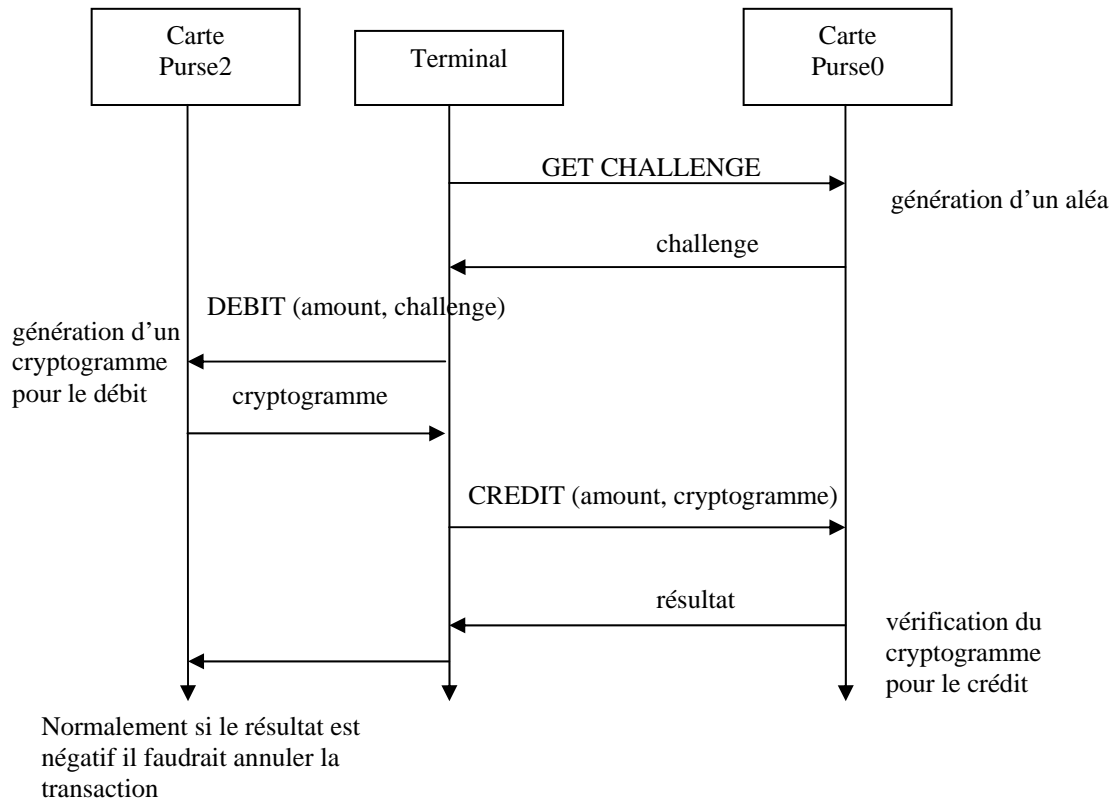 Carte
Purse2
Terminal
Carte
Purse0
GET CHALLENGE
génération d’un aléa
challenge
DEBIT (amount, challenge)
génération d’un
cryptogramme
pour le débit
cryptogramme
CREDIT (amount, cryptogramme)
résultat
vérification du
cryptogramme
pour le crédit
Normalement si le résultat est
négatif il faudrait annuler la
transaction